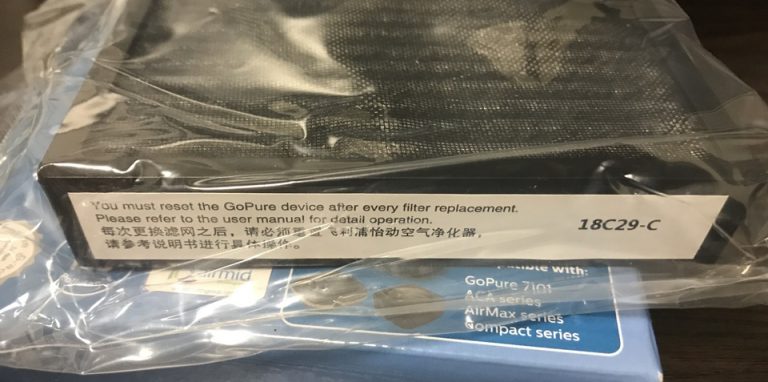 You must reset the GoPure device after every filter replacement.
Please refer to the user manual for detail operation.
每次更换滤网之后，请必须重置飞利浦怡动空气净化器，
请参考说明书进行具体操作。
18C29-C
with:
GoPure 7101
ACA series
AirMax series
Compact series